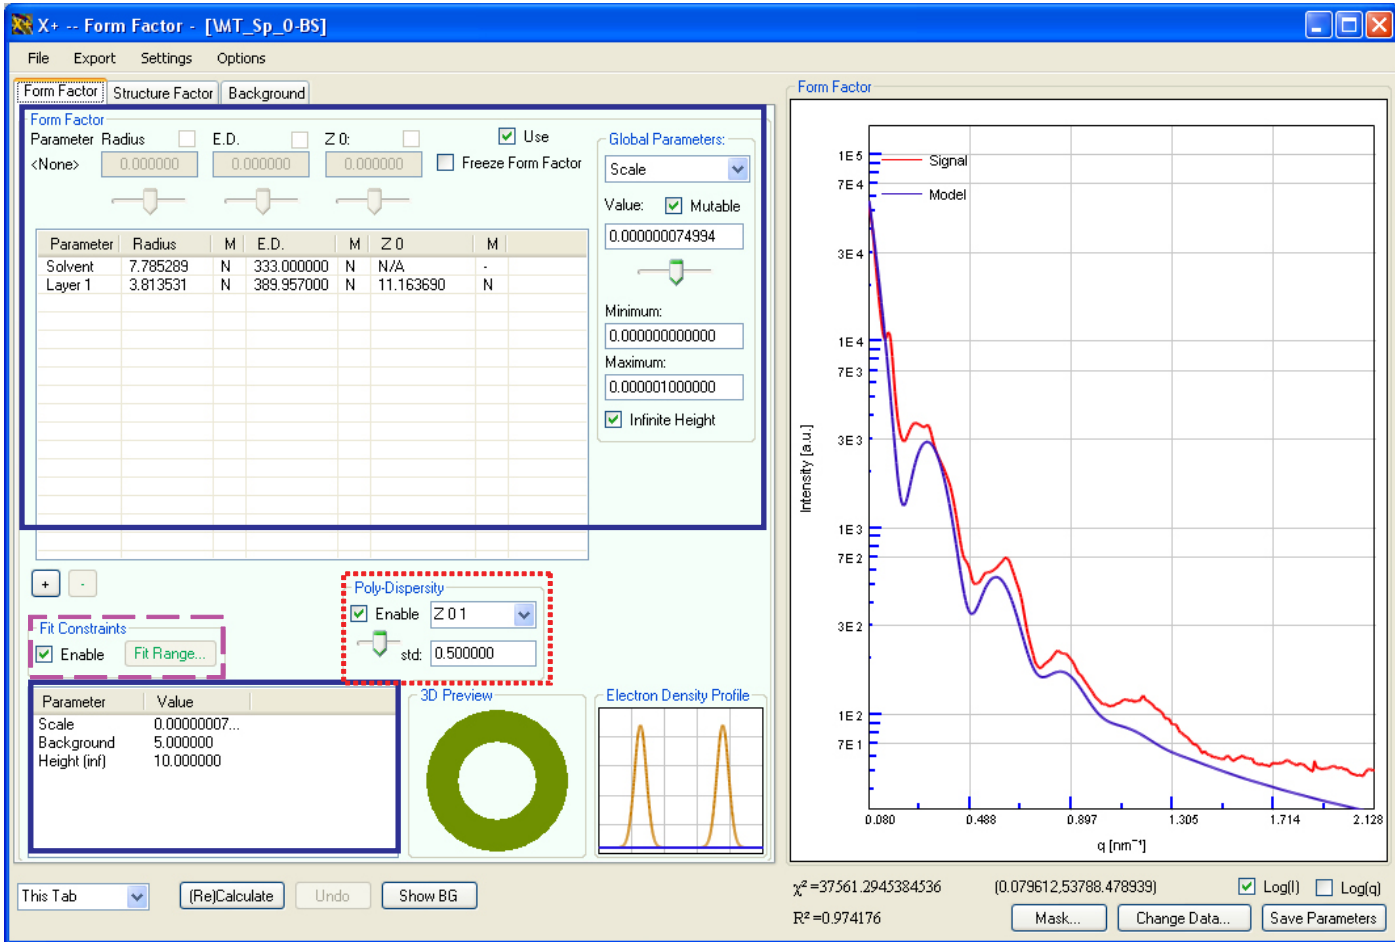 X+ -- Form Factor - [\MT_Sp_0-BS]
File Export Settings Options
Form Factor Structure Factor Background
Form Factor
Parameter Radius E.D. Z 0: Use
<None> 0.000000 0.000000 0.000000 Freeze Form Factor
Parameter Radius M E.D. M Z 0 M
Solvent 7.785289 N 333.000000 N N/A -
Layer 1 3.813531 N 389.957000 N 11.163690 N
Global Parameters:
Scale
Value: Mutable
0.000000074994
Minimum:
0.000000000000
Maximum:
0.000001000000
Infinite Height
+ -
Poly-Dispersity
Enable Z 0 1
std: 0.500000
Fit Constraints
Enable Fit Range...
Parameter Value
Scale 0.00000007...
Background 5.000000
Height (inf) 10.000000
3D Preview
Electron Density Profile
This Tab (Re)Calculate Undo Show BG
Form Factor
Signal
Model
Intensity [a.u.]
1E5
7E4
3E4
1E4
7E3
3E3
1E3
7E2
3E2
1E2
7E1
0.080 0.488 0.897 1.305 1.714 2.128
q [nm⁻¹]
χ²=37561.2945384536 (0.079612,53788.478939) Log(I) Log(q)
R²=0.974176 Mask... Change Data... Save Parameters